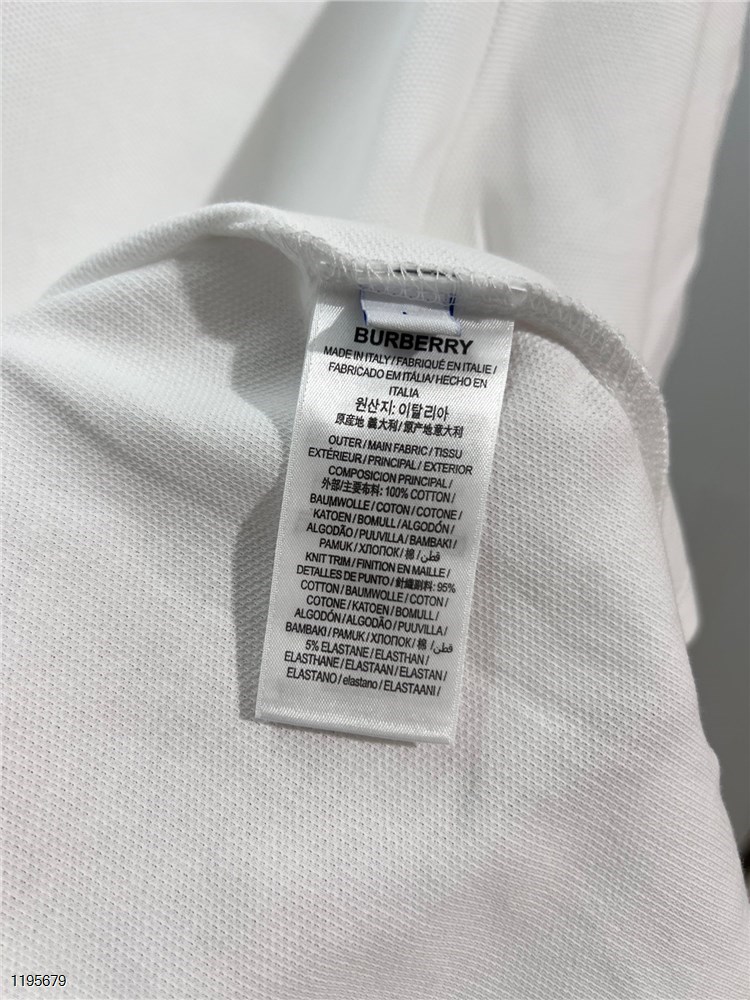 BURBERRY
MADE IN ITALY / FABRIQUÉ EN ITALIE /
FABRICADO EM ITÁLIA/ HECHO EN
ITALIA
원산지: 이탈리아
原産地 義大利 / 原产地意大利
OUTER / MAIN FABRIC / TISSU
EXTÉRIEUR / PRINCIPAL / EXTERIOR
COMPOSICION PRINCIPAL /
外部/主要布料: 100% COTTON /
BAUMWOLLE / COTON / COTONE /
KATOEN / BOMULL / ALGODÓN /
ALGODÃO / PUUVILLA / BAMBAKI /
PAMUK / ХЛОПОК / 棉 / قطن
KNIT TRIM / FINITION EN MAILLE /
DETALLES DE PUNTO / 針織副料: 95%
COTTON / BAUMWOLLE / COTON /
COTONE / KATOEN / BOMULL /
ALGODÓN / ALGODÃO / PUUVILLA /
BAMBAKI / PAMUK / ХЛОПОК / 棉 / قطن
5% ELASTANE / ELASTHAN /
ELASTHANE / ELASTAAN / ELASTAN /
ELASTANO / elastano / ELASTAANI /
1195679